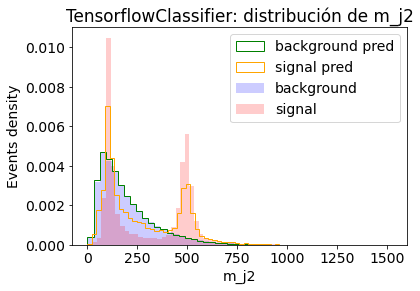 TensorflowClassifier: distribución de m_j2
background pred
signal pred
background
signal
Events density
0.010
0.008
0.006
0.004
0.002
0.000
0 250 500 750 1000 1250 1500
m_j2